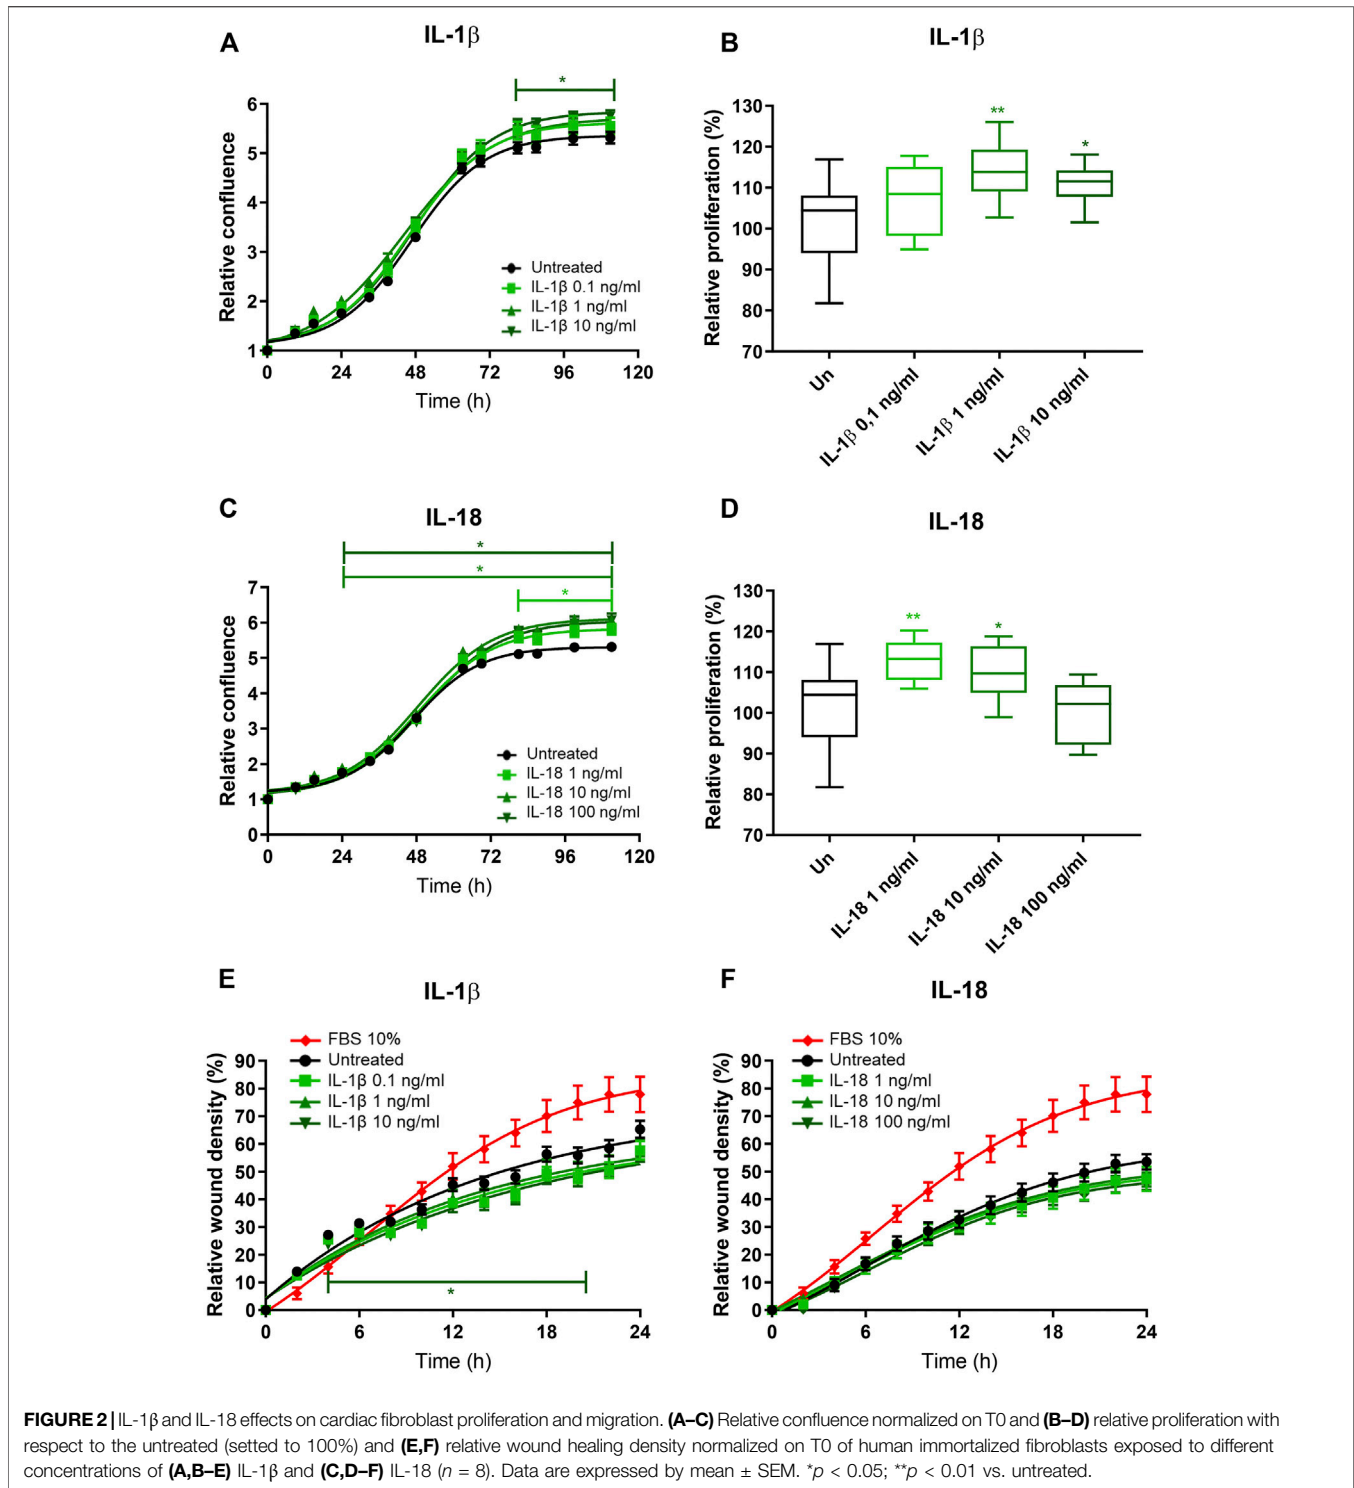 A
IL-1β
6
5
4
3
2
1
0
24
48
72
96
120
Relative confluence
Time (h)
*
Untreated
IL-1β 0.1 ng/ml
IL-1β 1 ng/ml
IL-1β 10 ng/ml
B
IL-1β
130
120
110
100
90
80
70
Relative proliferation (%)
**
*
Un
IL-1β 0,1 ng/ml
IL-1β 1 ng/ml
IL-1β 10 ng/ml
C
IL-18
*
*
*
7
6
5
4
3
2
1
0
0
24
48
72
96
120
Relative confluence
Time (h)
Untreated
IL-18 1 ng/ml
IL-18 10 ng/ml
IL-18 100 ng/ml
D
IL-18
130
120
110
100
90
80
70
Relative proliferation (%)
**
*
Un
IL-18 1 ng/ml
IL-18 10 ng/ml
IL-18 100 ng/ml
E
IL-1β
FBS 10%
Untreated
IL-1β 0.1 ng/ml
IL-1β 1 ng/ml
IL-1β 10 ng/ml
90
80
70
60
50
40
30
20
10
0
0
6
12
18
24
Relative wound density (%)
Time (h)
*
F
IL-18
FBS 10%
Untreated
IL-18 1 ng/ml
IL-18 10 ng/ml
IL-18 100 ng/ml
90
80
70
60
50
40
30
20
10
0
0
6
12
18
24
Relative wound density (%)
Time (h)
FIGURE 2 | IL-1β and IL-18 effects on cardiac fibroblast proliferation and migration. (A–C) Relative confluence normalized on T0 and (B–D) relative proliferation with
respect to the untreated (setted to 100%) and (E,F) relative wound healing density normalized on T0 of human immortalized fibroblasts exposed to different
concentrations of (A,B–E) IL-1β and (C,D–F) IL-18 (n = 8). Data are expressed by mean ± SEM. *p < 0.05; **p < 0.01 vs. untreated.